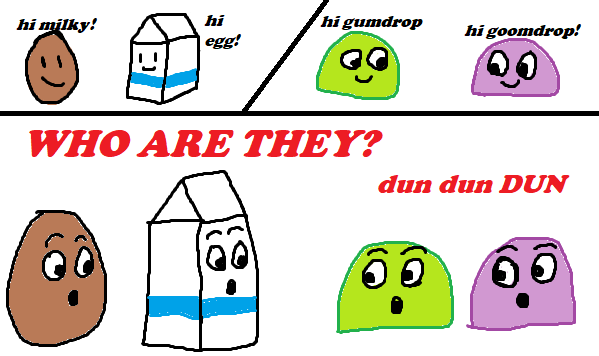 hi milky!
hi
egg!
hi gumdrop
hi goomdrop!
WHO ARE THEY?
dun dun DUN